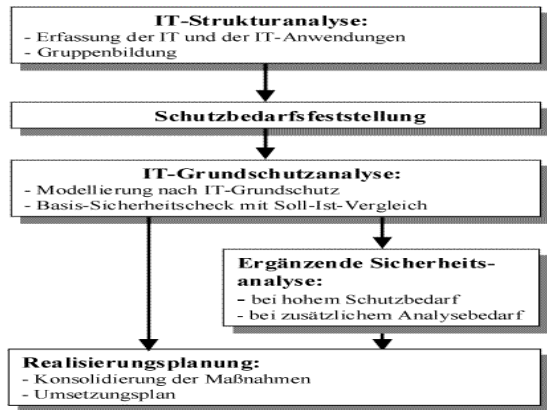 IT-Strukturanalyse:
- Erfassung der IT und der IT-Anwendungen
- Gruppenbildung
Schutzbedarfsfeststellung
IT-Grundschutzanalyse:
- Modellierung nach IT-Grundschutz
- Basis-Sicherheitscheck mit Soll-Ist-Vergleich
Ergänzende Sicherheits-
analyse:
- bei hohem Schutzbedarf
- bei zusätzlichem Analysebedarf
Realisierungsplanung:
- Konsolidierung der Maßnahmen
- Umsetzungsplan